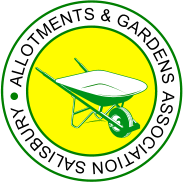 ALLOTMENTS & GARDENS ASSOCIATION SALISBURY •